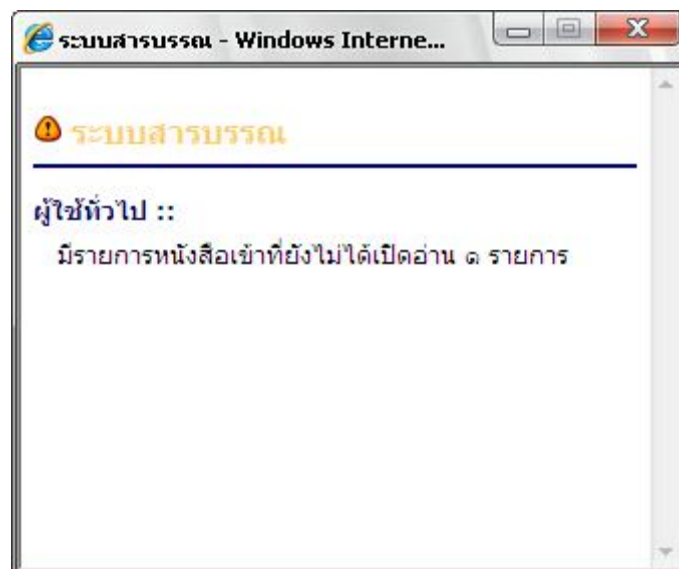 ระบบสารบรรณ - Windows Interne...
ระบบสารบรรณ
ผู้ใช้ทั่วไป ::
มีรายการหนังสือเข้าที่ยังไม่ได้เปิดอ่าน ๑ รายการ